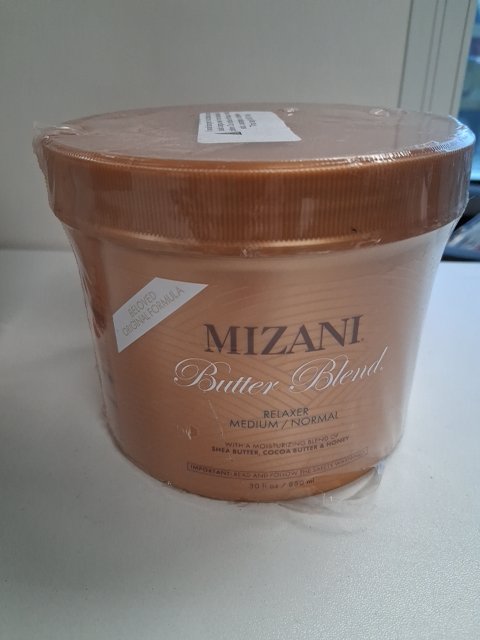 BELOVED
ORIGINAL FORMULA
MIZANI
Butter Blend.
RELAXER
MEDIUM / NORMAL
WITH A MOISTURIZING BLEND OF
SHEA BUTTER, COCOA BUTTER & HONEY
IMPORTANT: READ AND FOLLOW THE SAFETY WARNINGS
30 fl oz / 850 ml